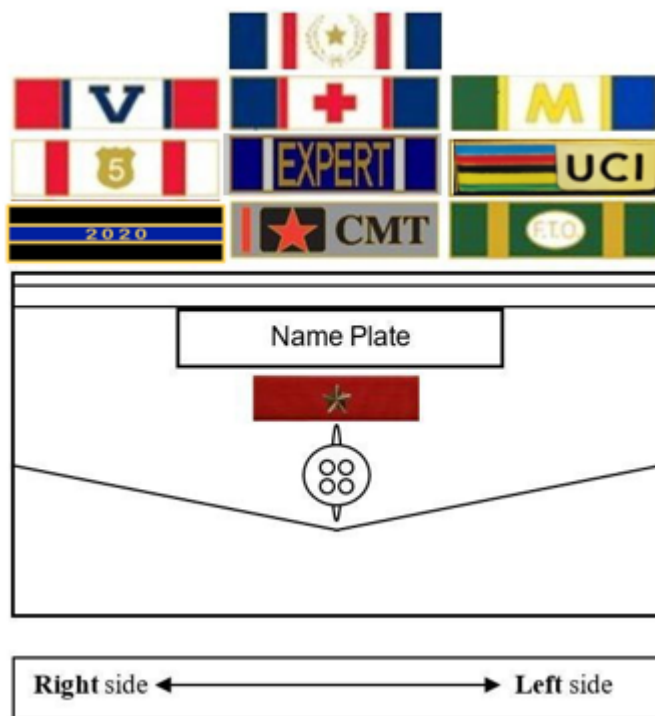 V M
5 EXPERT UCI
2020 CMT F.T.O.
Name Plate
Right side Left side